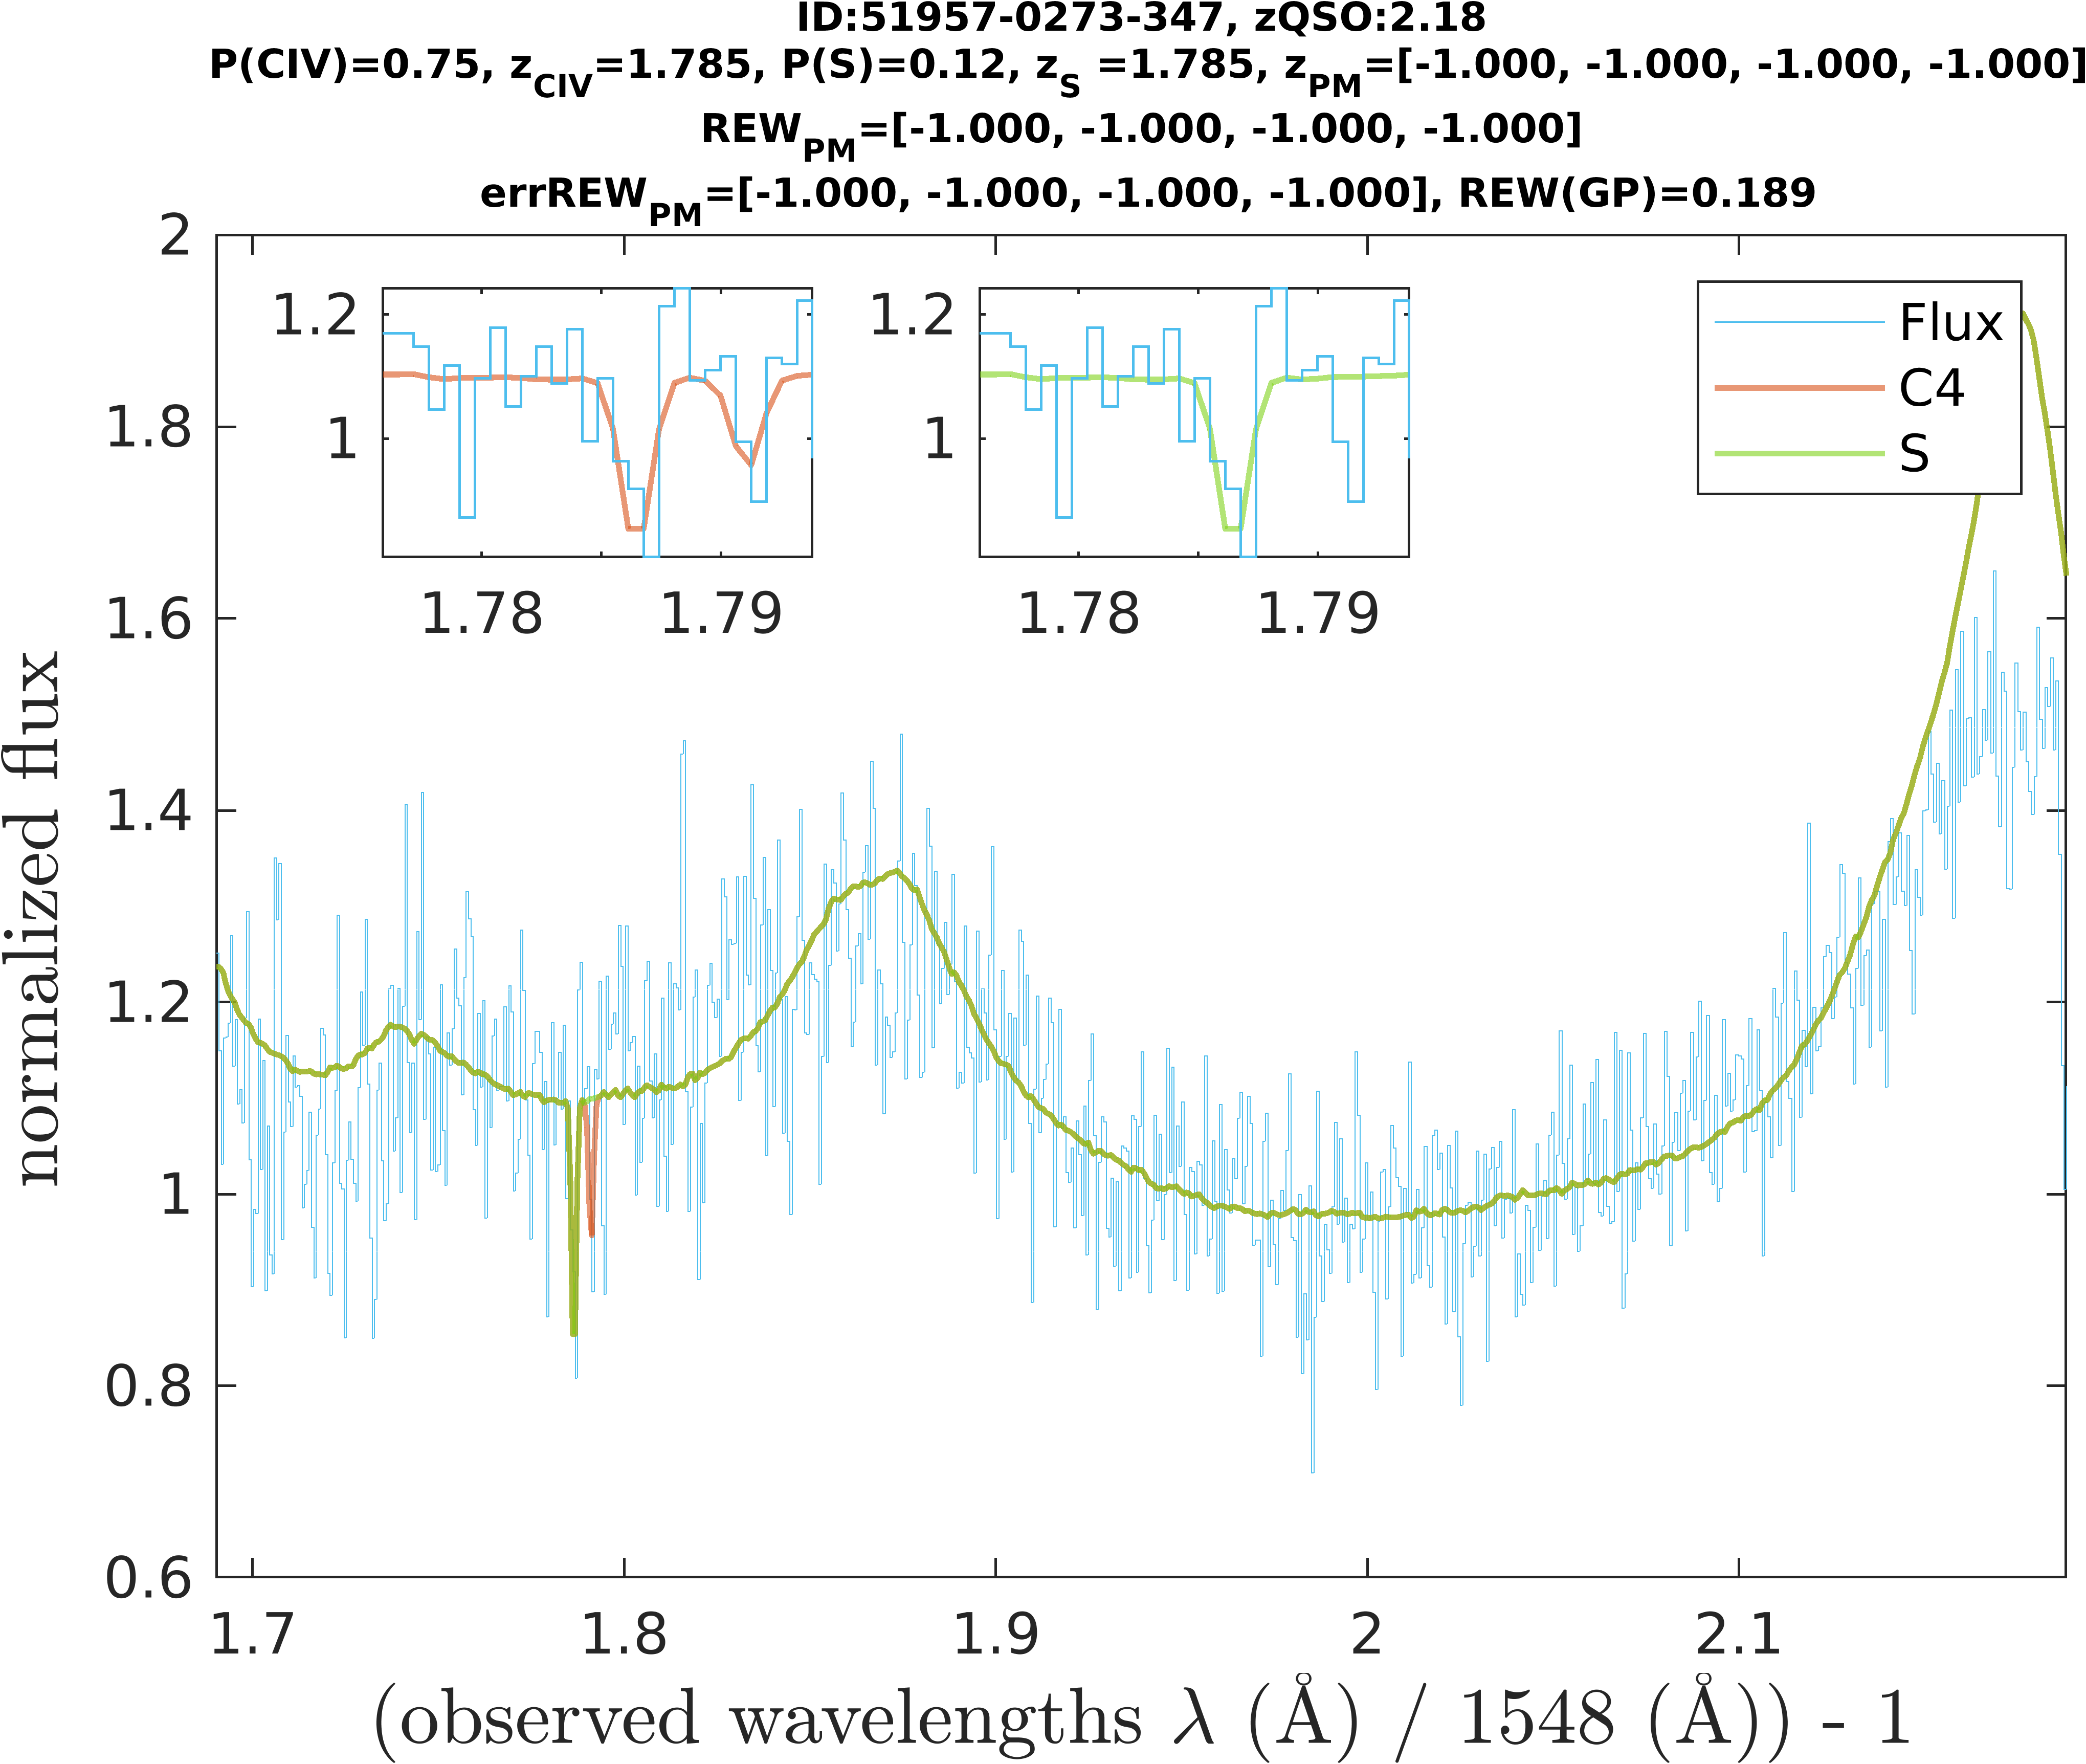 ID:51957-0273-347, zQSO:2.18
P(CIV)=0.75, zCIV=1.785, P(S)=0.12, zS =1.785, zPM=[-1.000, -1.000, -1.000, -1.000]
REWPM=[-1.000, -1.000, -1.000, -1.000]
errREWPM=[-1.000, -1.000, -1.000, -1.000], REW(GP)=0.189
2
1.8
1.6
1.4
1.2
1
0.8
0.6
normalized flux
1.2
1
1.78 1.79
1.2
1
1.78 1.79
Flux
C4
S
1.7 1.8 1.9 2 2.1
(observed wavelengths λ (Å) / 1548 (Å)) - 1